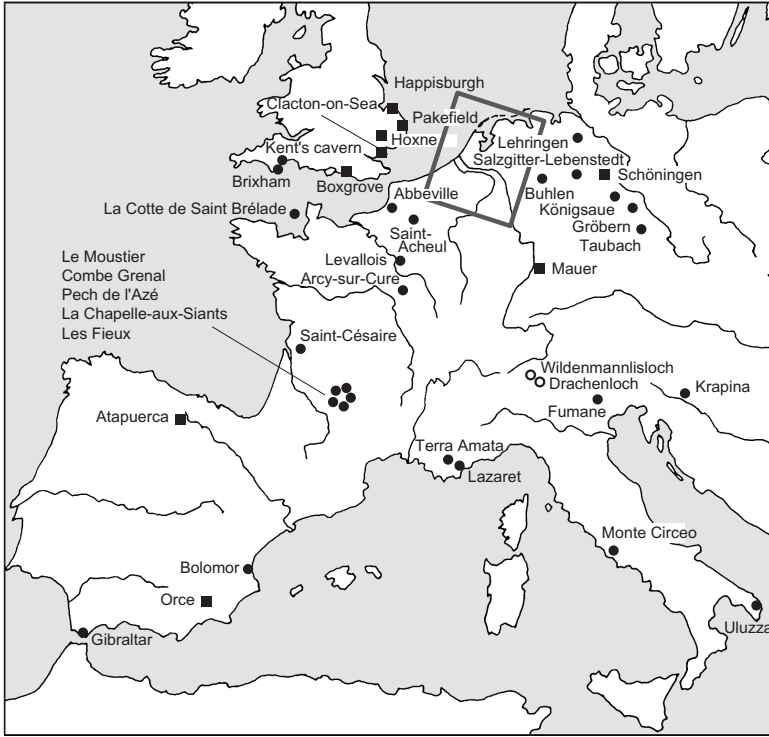 Happisburgh
Clacton-on-Sea
Pakefield
Hoxne
Kent's cavern
Brixham
Boxgrove
Lehringen
Salzgitter-Lebenstedt
Schöningen
Buhlen
Königsaue
Gröbern
Taubach
Abbeville
La Cotte de Saint Brélade
Saint-
Acheul
Levallois
Arcy-sur-Cure
Mauer
Le Moustier
Combe Grenal
Pech de l'Azé
La Chapelle-aux-Siants
Les Fieux
Saint-Césaire
Wildenmannlisloch
Drachenloch
Krapina
Fumane
Atapuerca
Terra Amata
Lazaret
Monte Circeo
Bolomor
Orce
Uluzza
Gibraltar